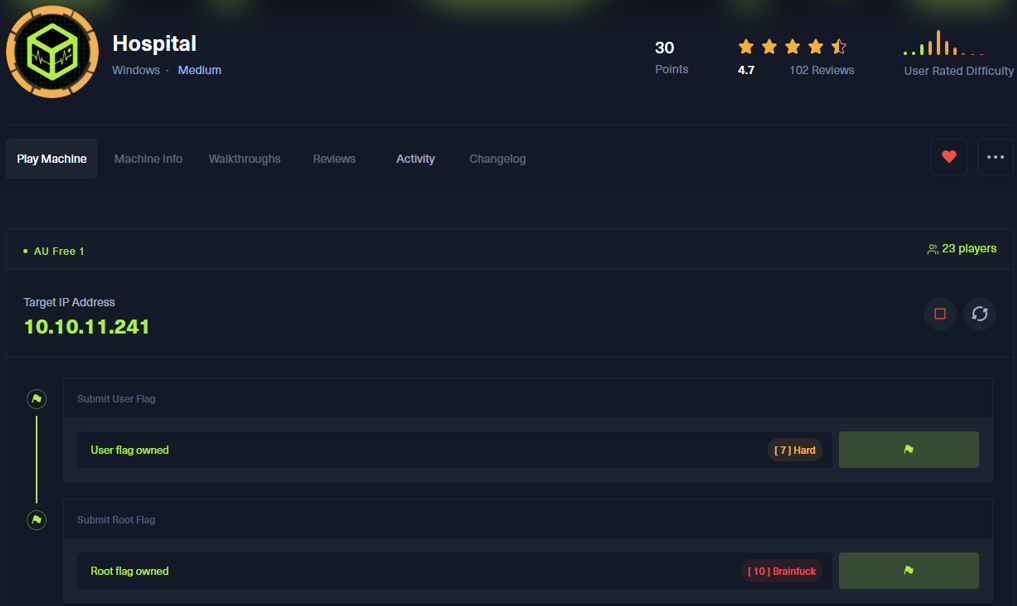 Hospital
Windows · Medium
30
Points
4.7
102 Reviews
User Rated Difficulty
Play Machine
Machine Info
Walkthroughs
Reviews
Activity
Changelog
AU Free 1
23 players
Target IP Address
10.10.11.241
Submit User Flag
User flag owned
[ 7 ] Hard
Submit Root Flag
Root flag owned
[ 10 ] Brainfuck